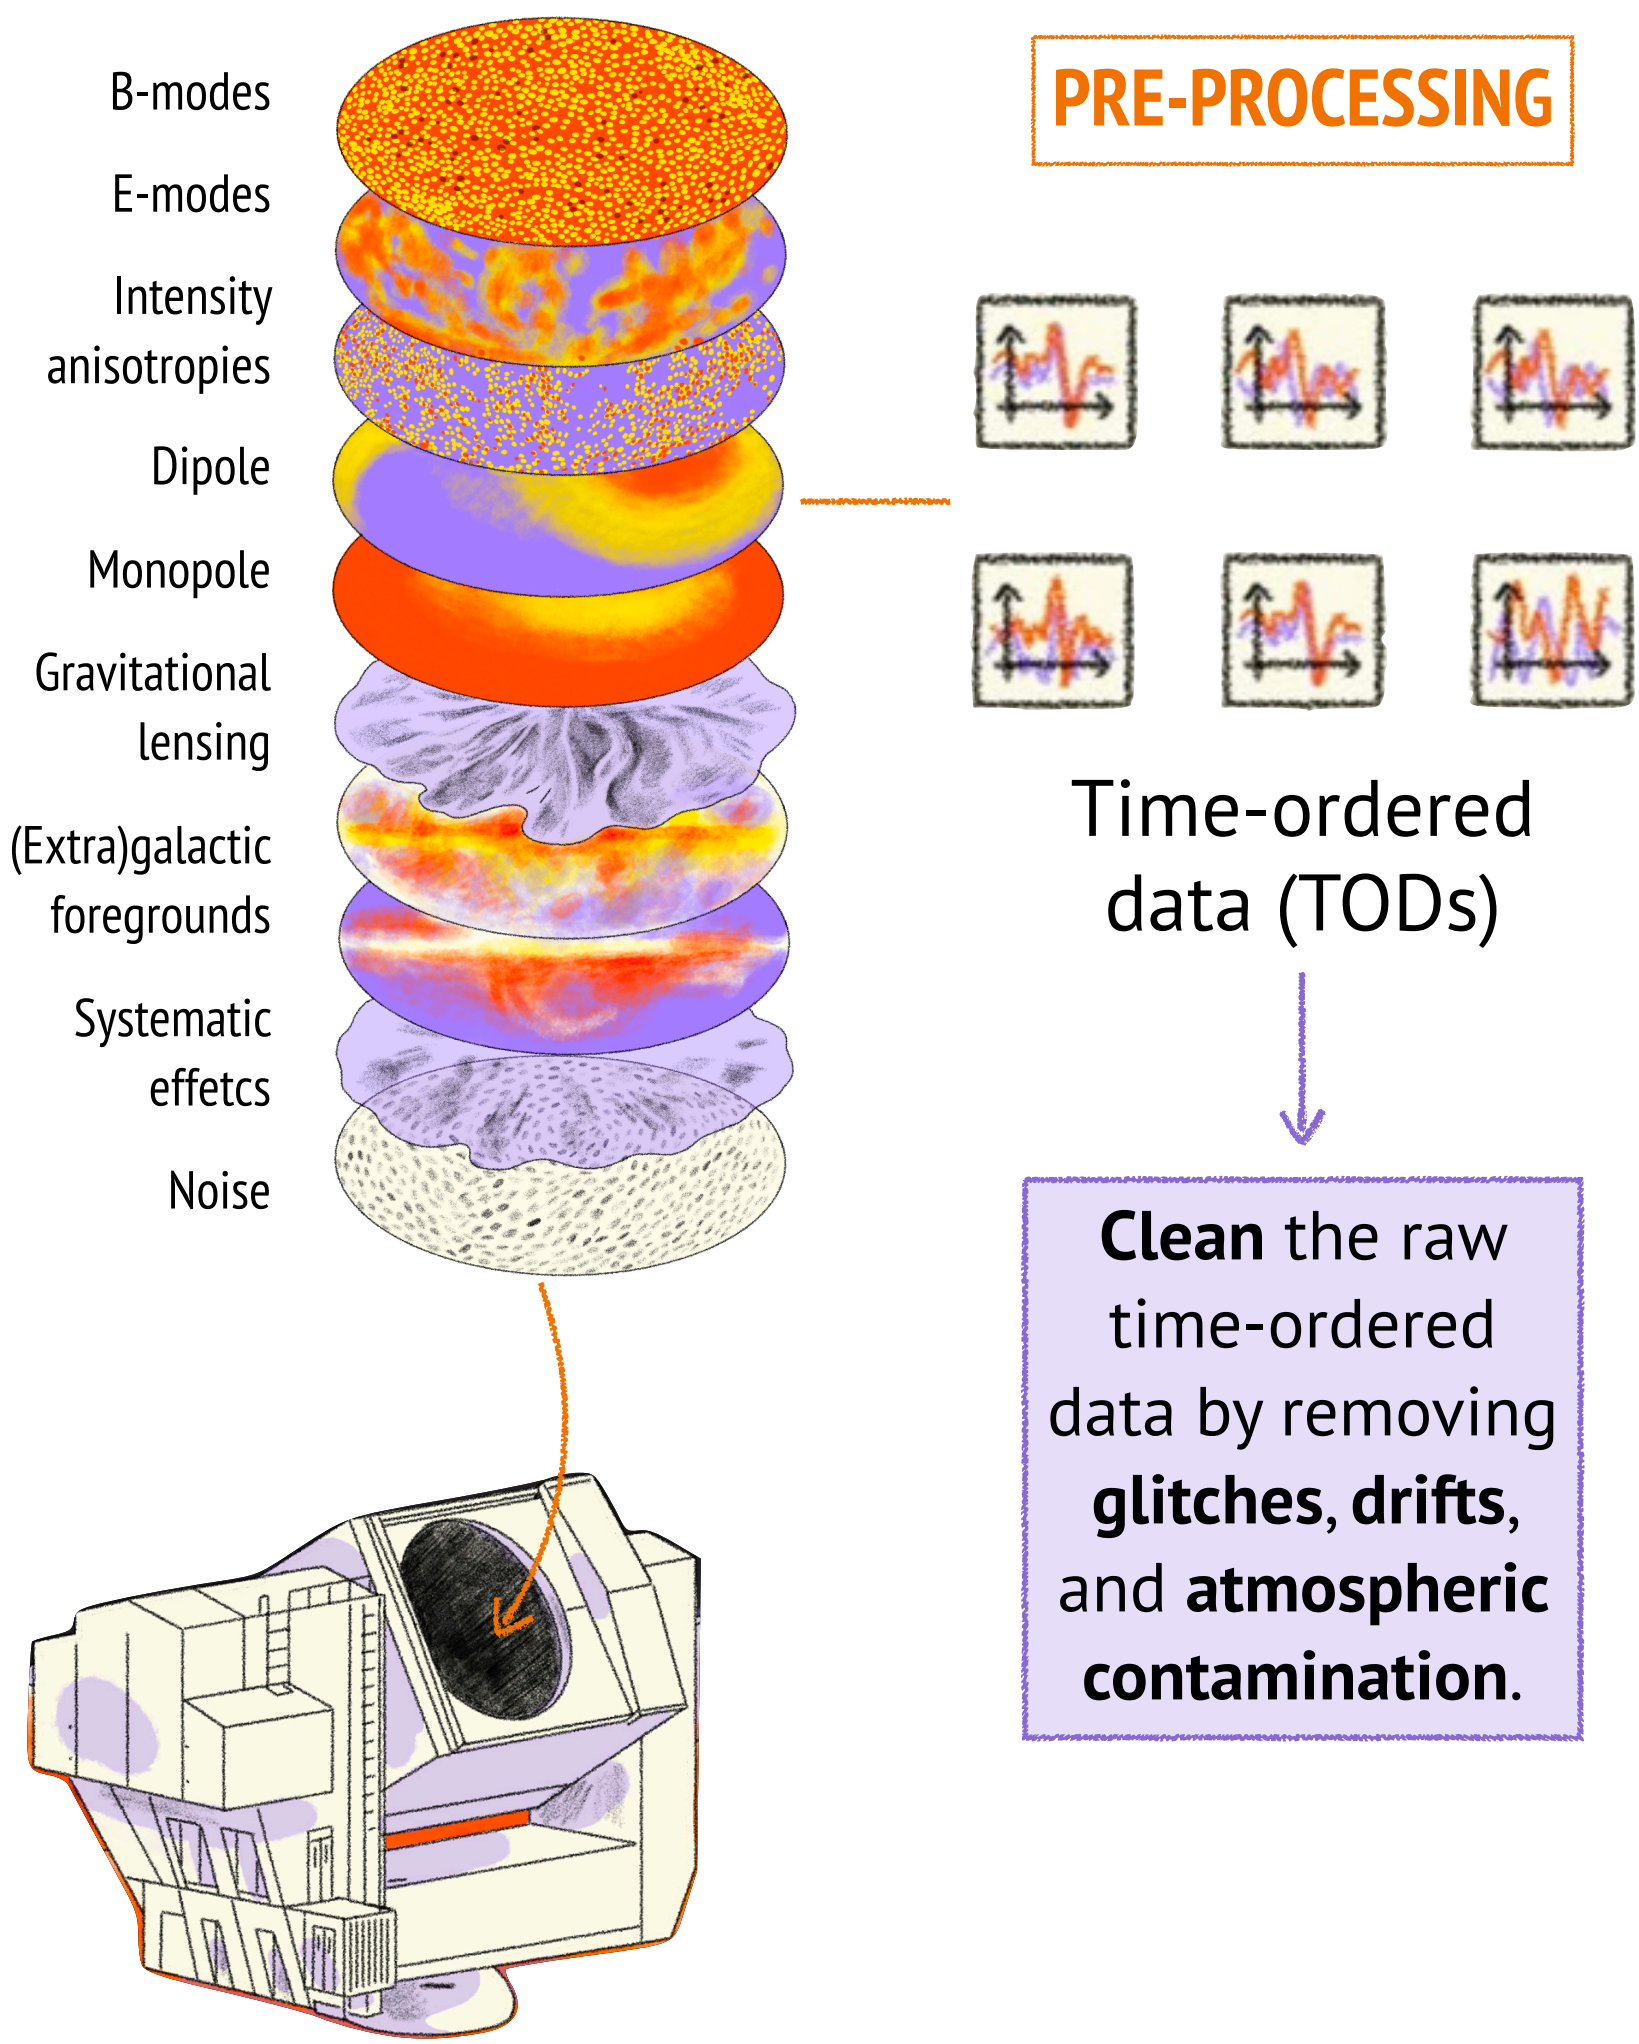 B-modes
E-modes
Intensity
anisotropies
Dipole
Monopole
Gravitational
lensing
(Extra)galactic
foregrounds
Systematic
effetcs
Noise
PRE-PROCESSING
Time-ordered
data (TODs)
Clean the raw
time-ordered
data by removing
glitches, drifts,
and atmospheric
contamination.